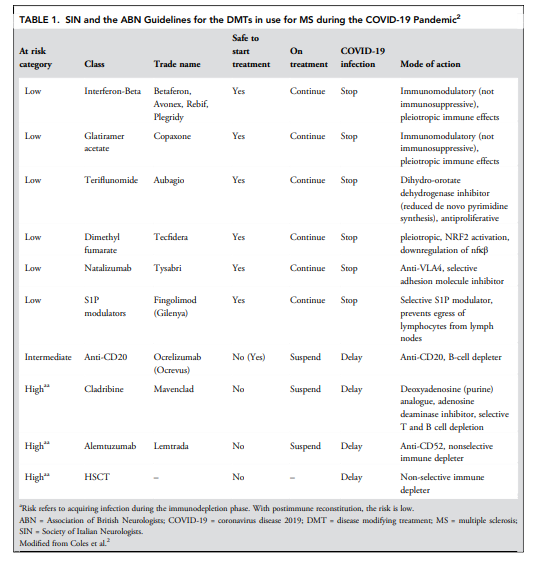 TABLE 1. SIN and the ABN Guidelines for the DMTs in use for MS during the COVID-19 Pandemic2
At risk category Class Trade name Safe to start treatment On treatment COVID-19 infection Mode of action
Low Interferon-Beta Betaferon, Avonex, Rebif, Plegridy Yes Continue Stop Immunomodulatory (not immunosuppressive), pleiotropic immune effects
Low Glatiramer acetate Copaxone Yes Continue Stop Immunomodulatory (not immunosuppressive), pleiotropic immune effects
Low Teriflunomide Aubagio Yes Continue Stop Dihydro-orotate dehydrogenase inhibitor (reduced de novo pyrimidine synthesis), antiproliferative
Low Dimethyl fumarate Tecfidera Yes Continue Stop pleiotropic, NRF2 activation, downregulation of nfkβ
Low Natalizumab Tysabri Yes Continue Stop Anti-VLA4, selective adhesion molecule inhibitor
Low S1P modulators Fingolimod (Gilenya) Yes Continue Stop Selective S1P modulator, prevents egress of lymphocytes from lymph nodes
Intermediate Anti-CD20 Ocrelizumab (Ocrevus) No (Yes) Suspend Delay Anti-CD20, B-cell depleter
Highaa Cladribine Mavenclad No Suspend Delay Deoxyadenosine (purine) analogue, adenosine deaminase inhibitor, selective T and B cell depletion
Highaa Alemtuzumab Lemtrada No Suspend Delay Anti-CD52, nonselective immune depleter
Highaa HSCT – No – Delay Non-selective immune depleter
aRisk refers to acquiring infection during the immunodepletion phase. With postimmune reconstitution, the risk is low.
ABN = Association of British Neurologists; COVID-19 = coronavirus disease 2019; DMT = disease modifying treatment; MS = multiple sclerosis;
SIN = Society of Italian Neurologists.
Modified from Coles et al.2